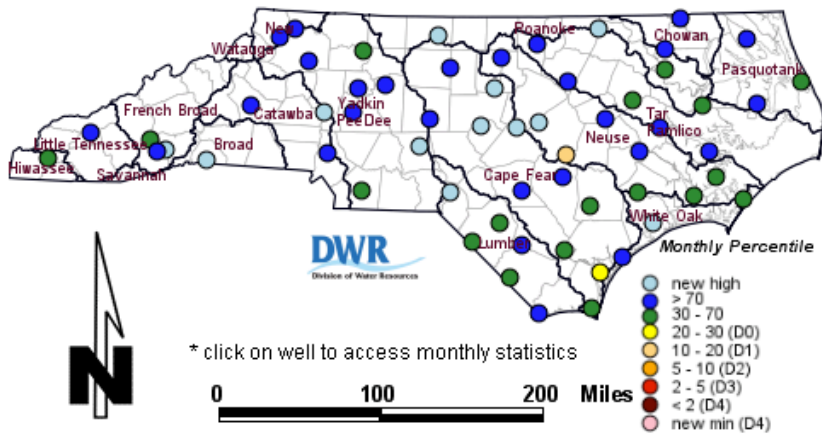 New
Roanoke
Chowan
Watauga
Pasquotank
French Broad
Catawba
Yadkin
PeeDee
Tar
Pamlico
Little Tennessee
Broad
Neuse
Hiwassee
Savannah
Cape Fear
White Oak
Lumber
Monthly Percentile
DWR
Division of Water Resources
new high
> 70
30 - 70
20 - 30 (D0)
10 - 20 (D1)
5 - 10 (D2)
2 - 5 (D3)
< 2 (D4)
new min (D4)
* click on well to access monthly statistics
N
0 100 200 Miles